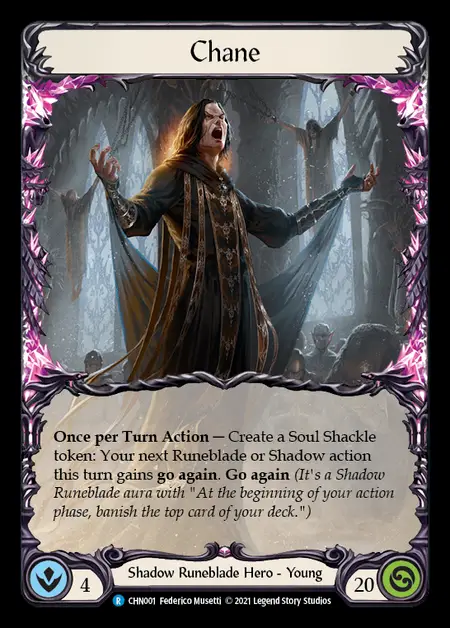 Chane
Once per Turn Action — Create a Soul Shackle
token: Your next Runeblade or Shadow action
this turn gains go again. Go again (It's a Shadow
Runeblade aura with "At the beginning of your action
phase, banish the top card of your deck.")
4
Shadow Runeblade Hero - Young
20
R CHN001 Federico Musetti © 2021 Legend Story Studios